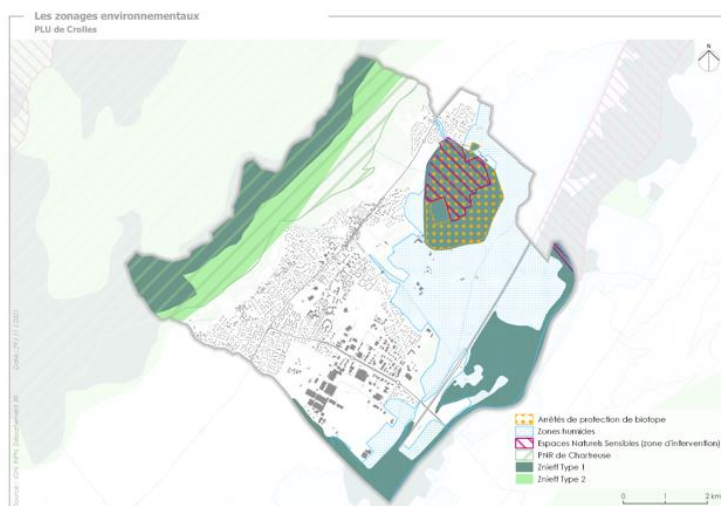 Les zonages environnementaux
PLU de Crolles
N
Arrêtés de protection de biotope
Zones humides
Espaces Naturels Sensibles (zone d'intervention)
PNR de Chartreuse
Znieff Type 1
Znieff Type 2
0 1 2 km